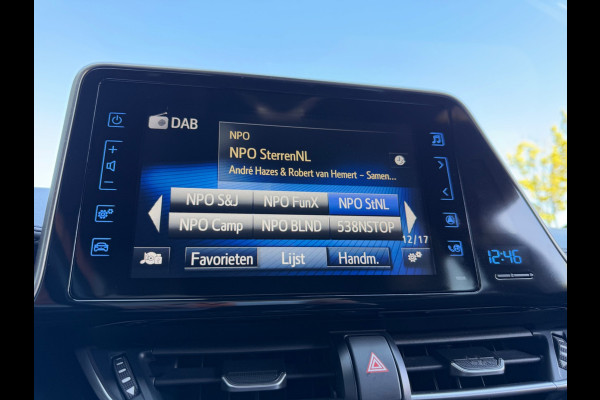 DAB
NPO
NPO SterrenNL
André Hazes & Robert van Hemert – Samen...
NPO S&J NPO FunX NPO StNL
NPO Camp NPO BLND 538NSTOP
12/17
Favorieten Lijst Handm.
12:46